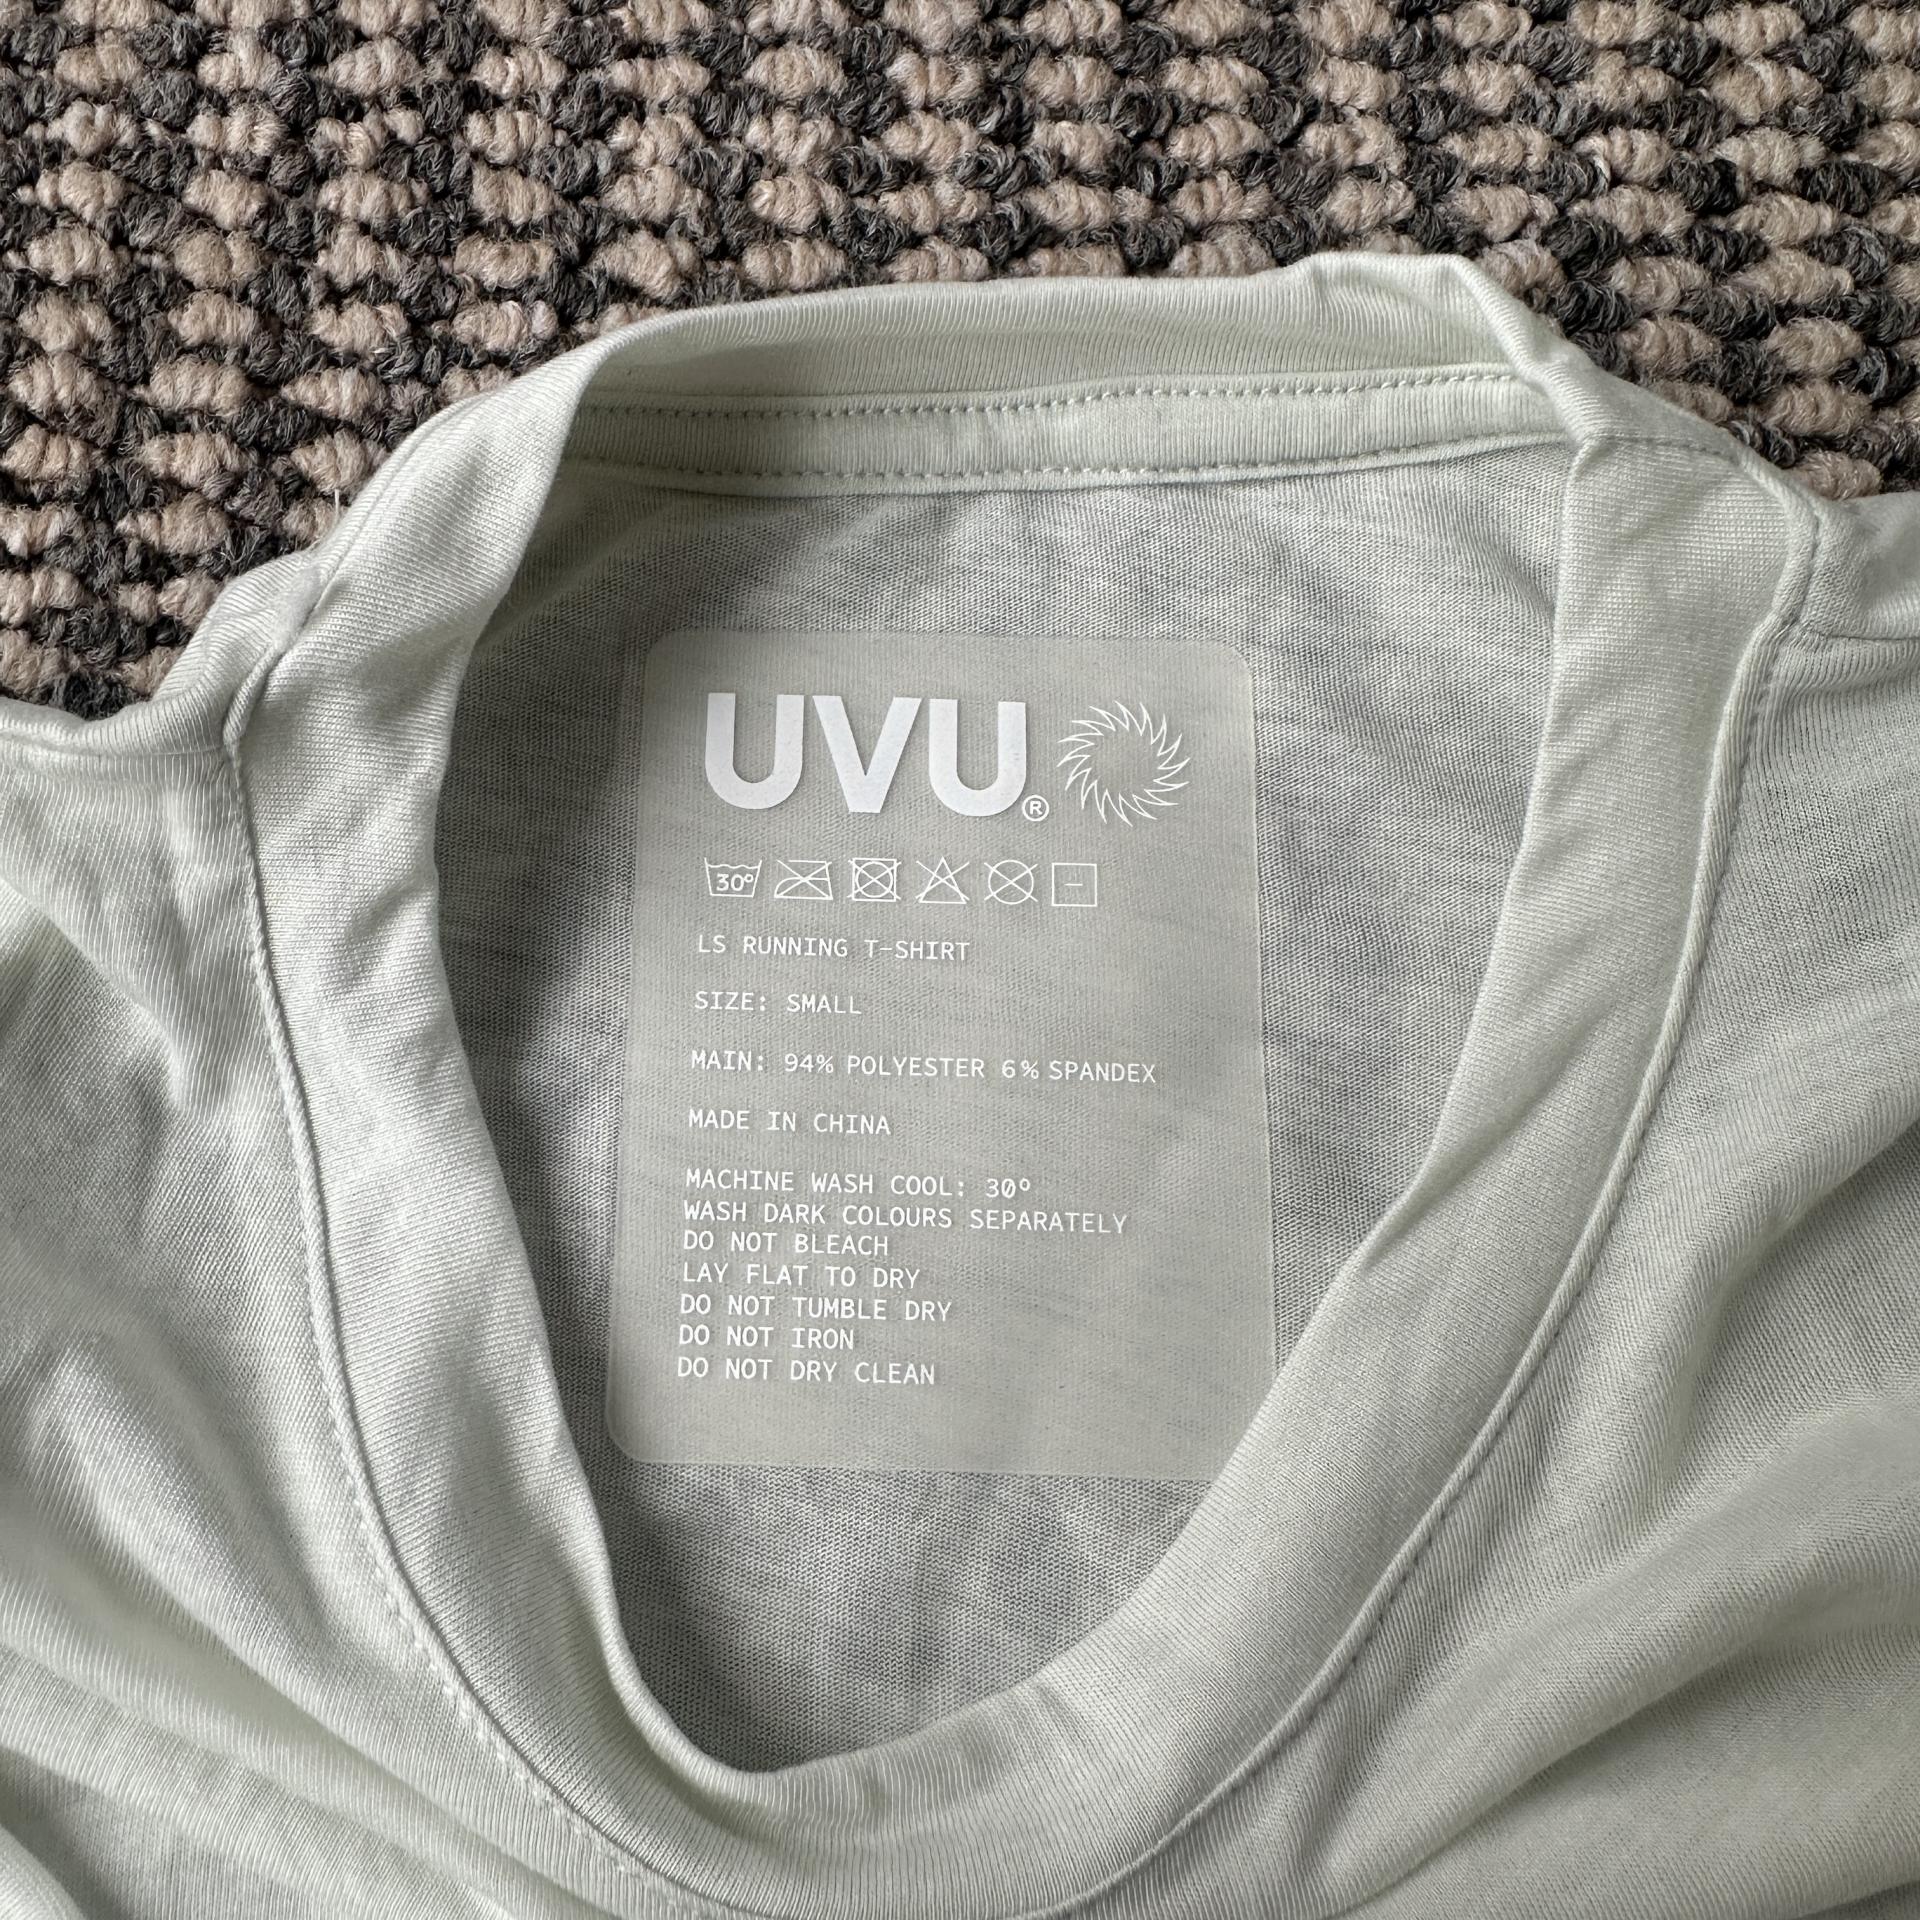 UVU®
30°
LS RUNNING T-SHIRT
SIZE: SMALL
MAIN: 94% POLYESTER 6% SPANDEX
MADE IN CHINA
MACHINE WASH COOL: 30°
WASH DARK COLOURS SEPARATELY
DO NOT BLEACH
LAY FLAT TO DRY
DO NOT TUMBLE DRY
DO NOT IRON
DO NOT DRY CLEAN